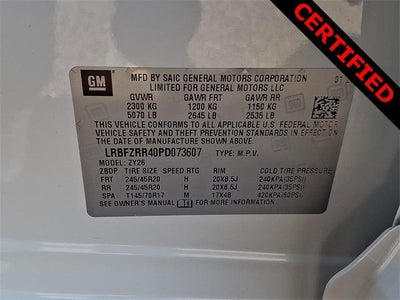 CERTIFIED
GM
MFD BY SAIC GENERAL MOTORS CORPORATION
LIMITED FOR GENERAL MOTORS LLC
GVWR GAWR FRT GAWR RR
2300 KG 1200 KG 1150 KG
5070 LB 2645 LB 2535 LB
THIS VEHICLE CONFORMS TO ALL APPLICABLE U.S. FEDERAL MOTOR
VEHICLE SAFETY AND THEFT PREVENTION STANDARDS IN EFFECT ON
THE DATE OF MANUFACTURE SHOWN ABOVE.
LRBFZRR40PD073607 TYPE: M.P.V.
MODEL: ZY26
ZBDP TIRE SIZE SPEED RTG RIM COLD TIRE PRESSURE
FRT 245/45R20 H 20X8.5J 240KPA(35PSI)
RR 245/45R20 H 20X8.5J 240KPA(35PSI)
SPA T145/70R17 M 17X4B 420KPA(60PSI)
SEE OWNER'S MANUAL FOR MORE INFORMATION.